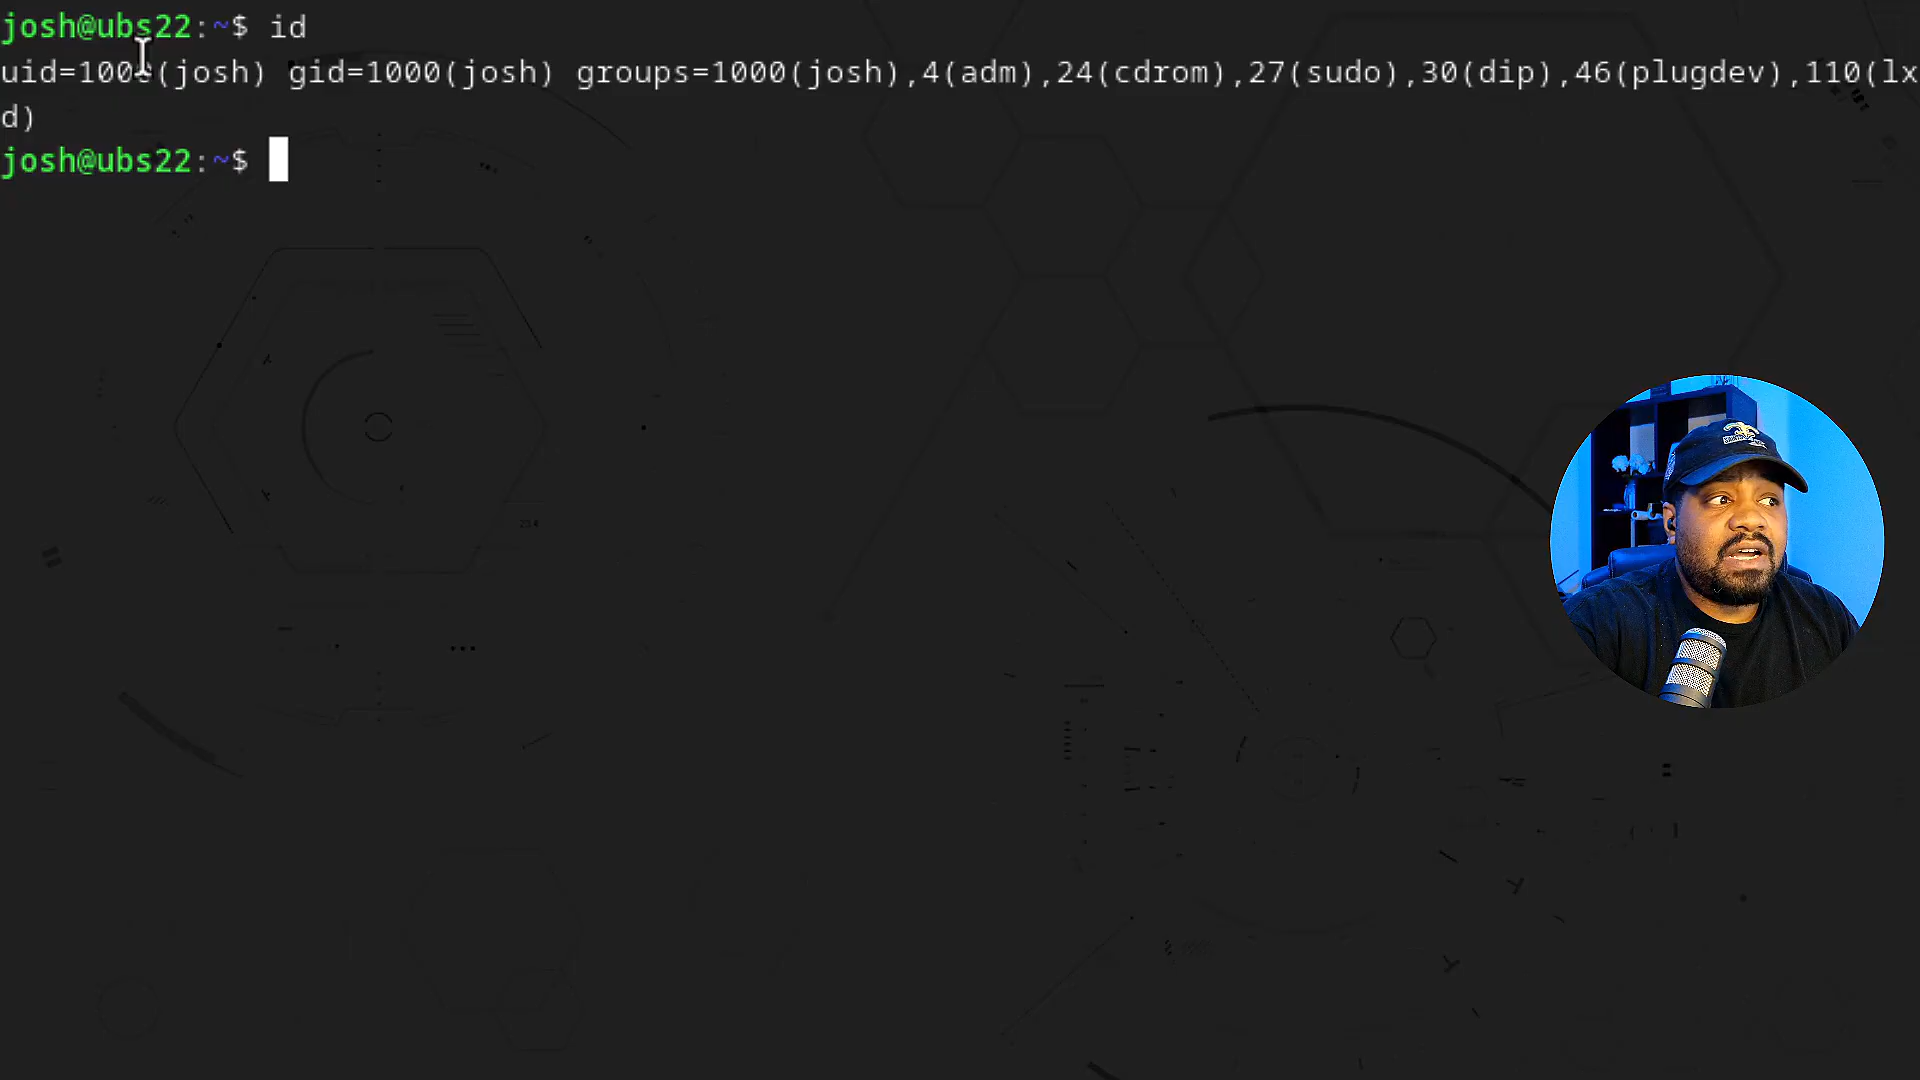 josh@ubs22:~$ id
uid=1000(josh) gid=1000(josh) groups=1000(josh),4(adm),24(cdrom),27(sudo),30(dip),46(plugdev),110(lx
d)
josh@ubs22:~$